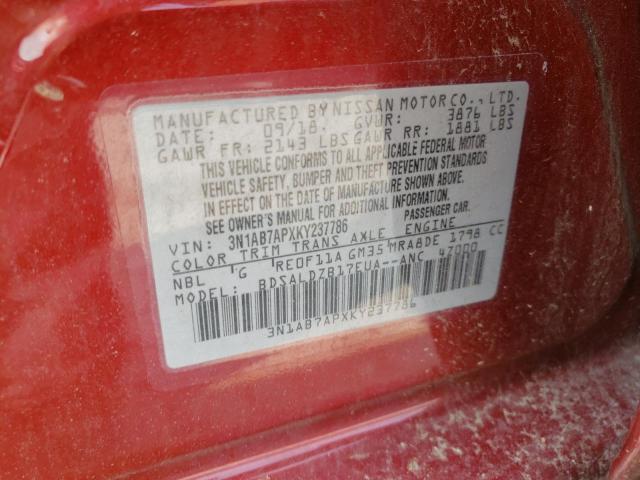 MANUFACTURED BY NISSAN MOTOR CO., LTD.
DATE: 09/18 GVWR: 3876 LBS
GAWR FR: 2143 LBS GAWR RR: 1881 LBS
THIS VEHICLE CONFORMS TO ALL APPLICABLE FEDERAL MOTOR
VEHICLE SAFETY, BUMPER AND THEFT PREVENTION STANDARDS
IN EFFECT ON THE DATE OF MANUFACTURE SHOWN ABOVE.
SEE OWNER'S MANUAL FOR ADDITIONAL INFORMATION.
VIN: 3N1AB7APXKY237786 PASSENGER CAR.
COLOR TRIM TRANS AXLE ENGINE
NBL G RE0F11A GM35 MRA8DE 1798 CC
MODEL: BDSALDZB17EUA--ANC 47000
3N1AB7APXKY237786